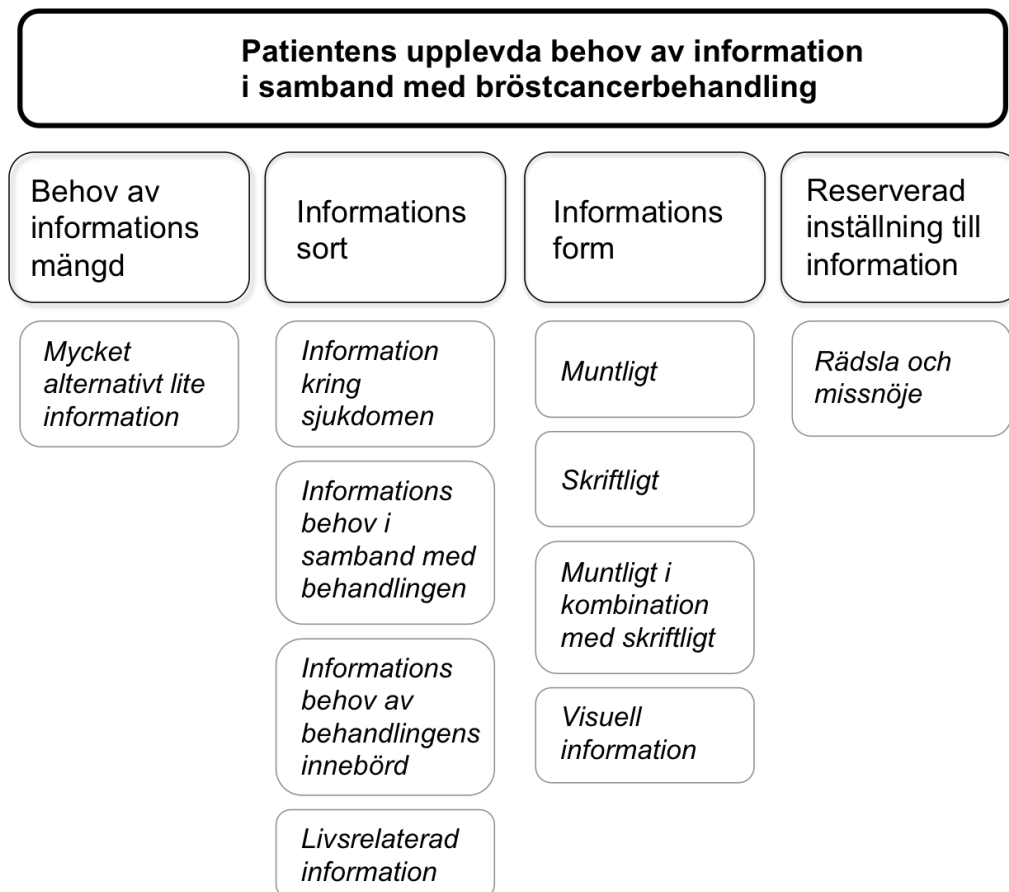 Patientens upplevda behov av information
i samband med bröstcancerbehandling
Behov av
informations
mängd
Mycket
alternativt lite
information
Informations
sort
Information
kring
sjukdomen
Informations
behov i
samband med
behandlingen
Informations
behov av
behandlingens
innebörd
Livsrelaterad
information
Informations
form
Muntligt
Skriftligt
Muntligt i
kombination
med skriftligt
Visuell
information
Reserverad
inställning till
information
Rädsla och
missnöje